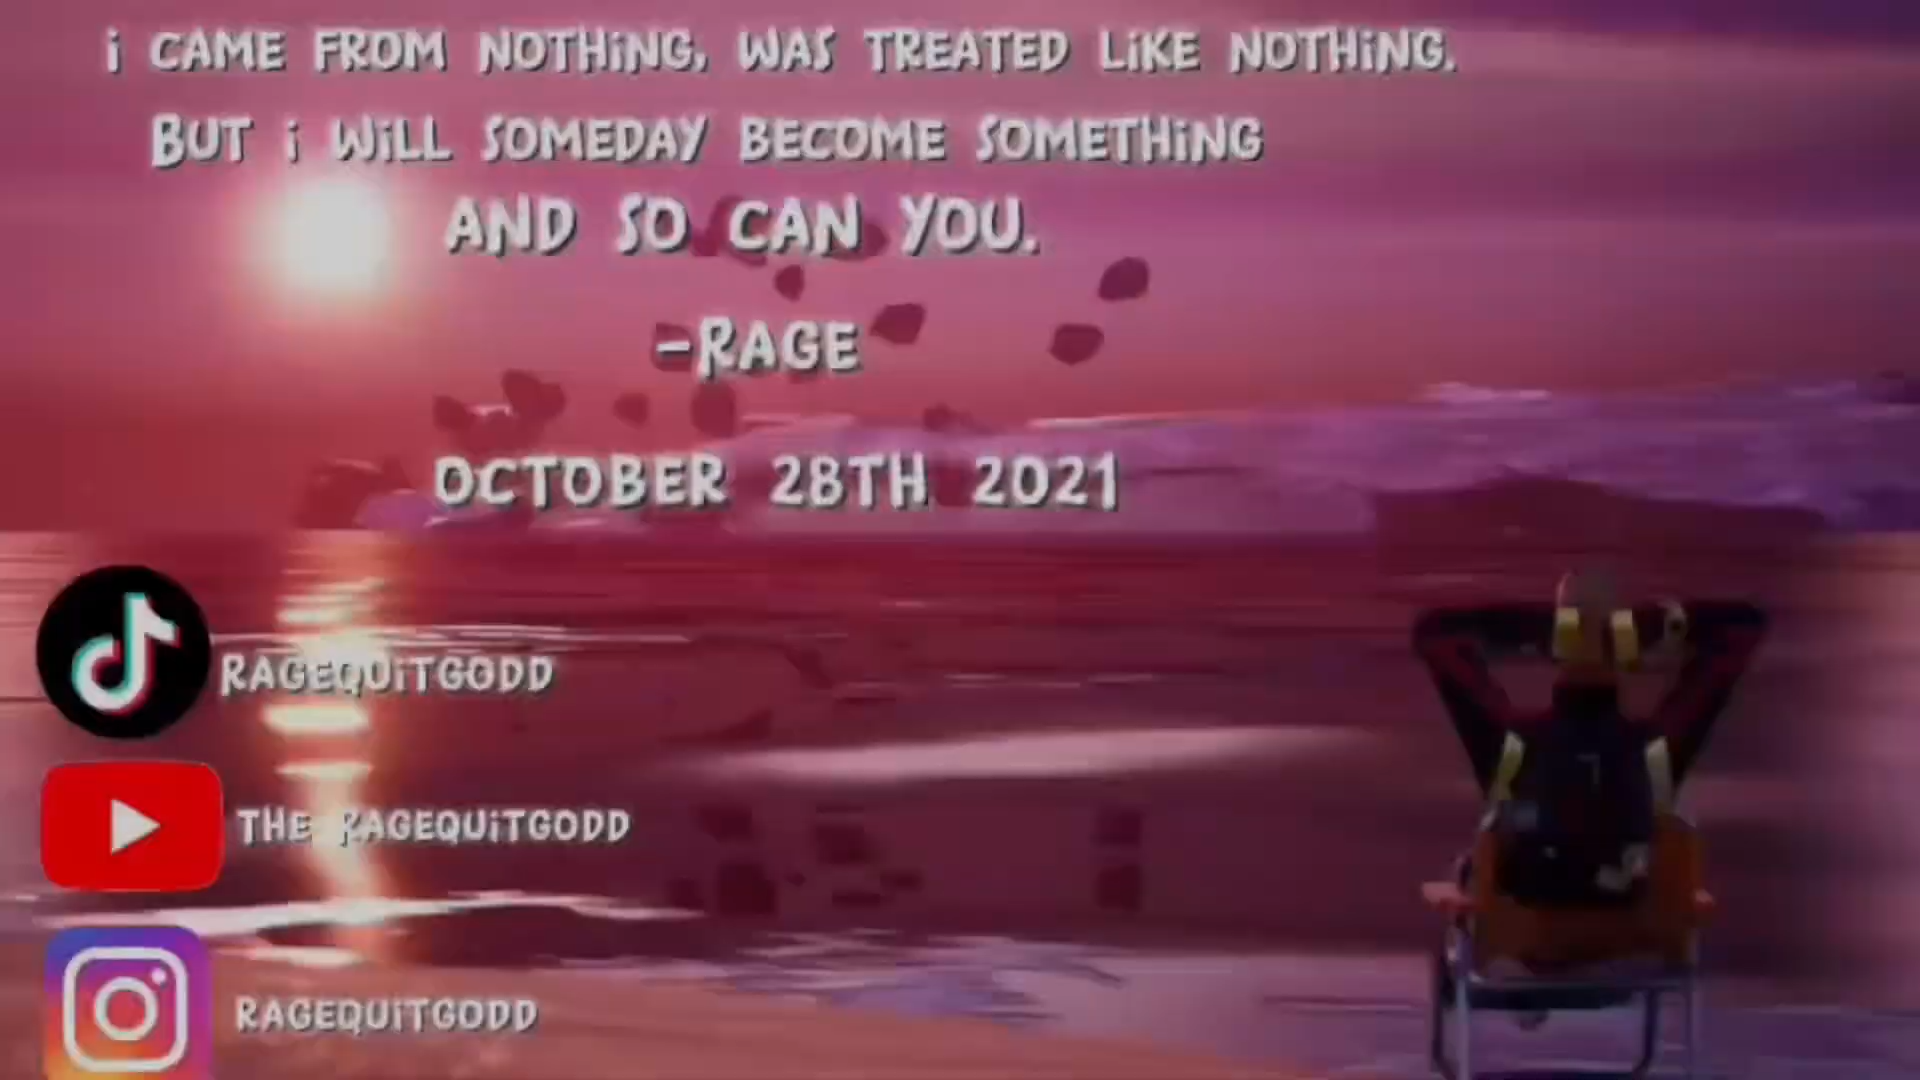 i CAME FROM NOTHiNG, WAS TREATED LiKE NOTHiNG.
BUT i WiLL SOMEDAY BECOME SOMETHiNG
AND SO CAN YOU.
-RAGE
OCTOBER 28TH 2021
RAGEQUiTGODD
THE RAGEQUiTGODD
RAGEQUiTGODD